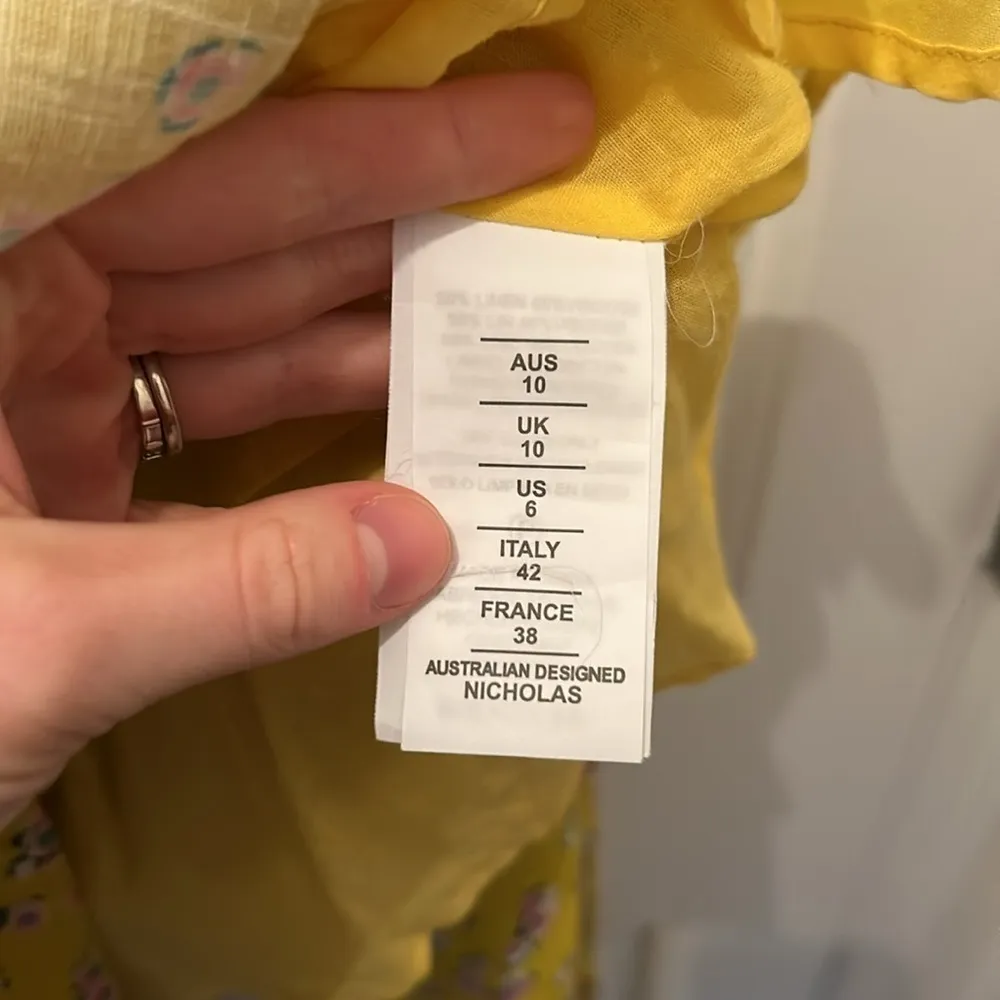 AUS
10
UK
10
US
6
ITALY
42
FRANCE
38
AUSTRALIAN DESIGNED
NICHOLAS